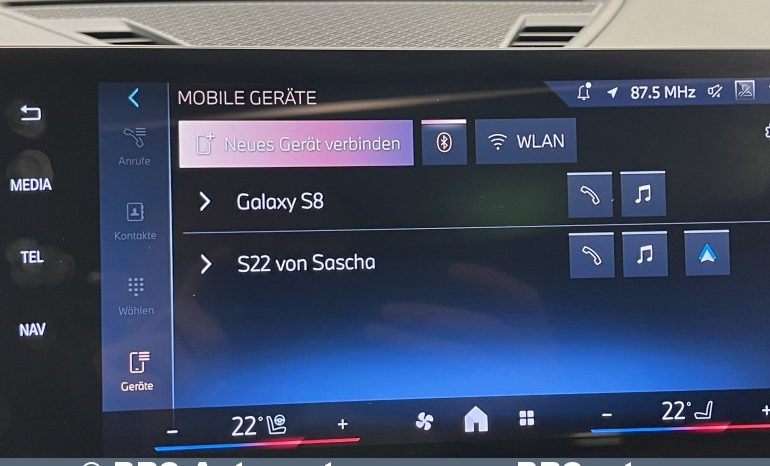 MOBILE GERÄTE
87.5 MHz
Neues Gerät verbinden
WLAN
Anrufe
MEDIA
Galaxy S8
Kontakte
TEL
S22 von Sascha
Wählen
NAV
Geräte
- 22° +
- 22° +